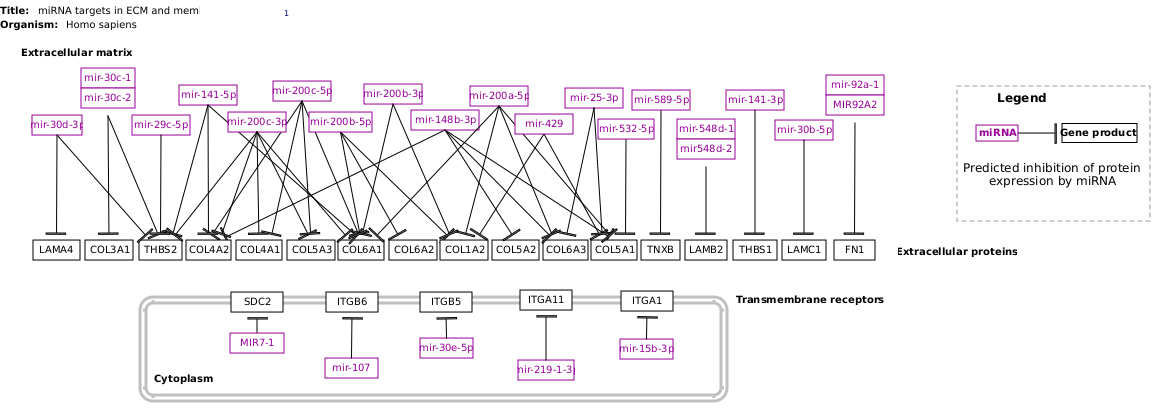 Title: miRNA targets in ECM and mem
1
Organism: Homo sapiens
Extracellular matrix
mir-30c-1
mir-30c-2
mir-141-5p
mir-200c-5p
mir-200b-3p
mir-200a-5p
mir-25-3p
mir-589-5p
mir-141-3p
mir-92a-1
MIR92A2
mir-30d-3p
mir-29c-5p
mir-200c-3p
mir-200b-5p
mir-148b-3p
mir-429
mir-532-5p
mir-548d-1
mir548d-2
mir-30b-5p
Legend
miRNA
Gene product
Predicted inhibition of protein
expression by miRNA
LAMA4
COL3A1
THBS2
COL4A2
COL4A1
COL5A3
COL6A1
COL6A2
COL1A2
COL5A2
COL6A3
COL5A1
TNXB
LAMB2
THBS1
LAMC1
FN1
Extracellular proteins
SDC2
ITGB6
ITGB5
ITGA11
ITGA1
Transmembrane receptors
MIR7-1
mir-107
mir-30e-5p
mir-219-1-3p
mir-15b-3p
Cytoplasm